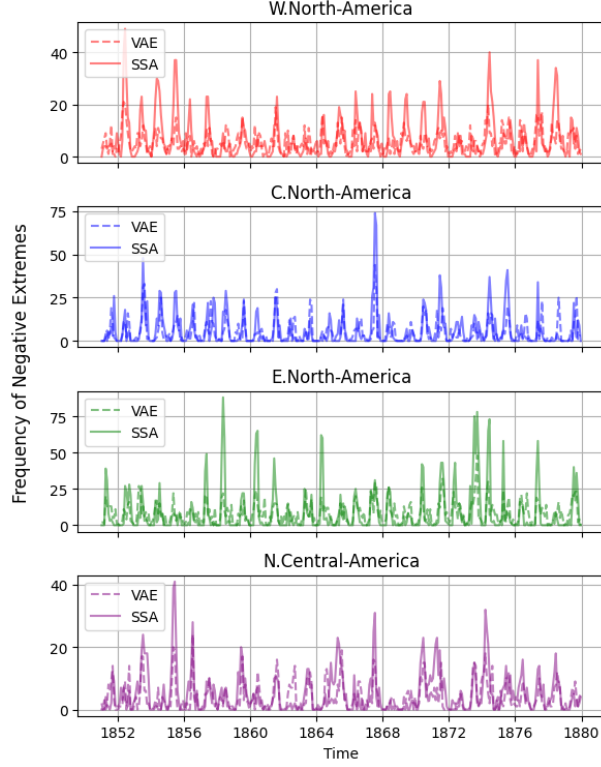 W.North-America
40
20
0
VAE
SSA
C.North-America
75
50
25
0
VAE
SSA
E.North-America
75
50
25
0
VAE
SSA
N.Central-America
40
20
0
VAE
SSA
1852 1856 1860 1864 1868 1872 1876 1880
Time
Frequency of Negative Extremes